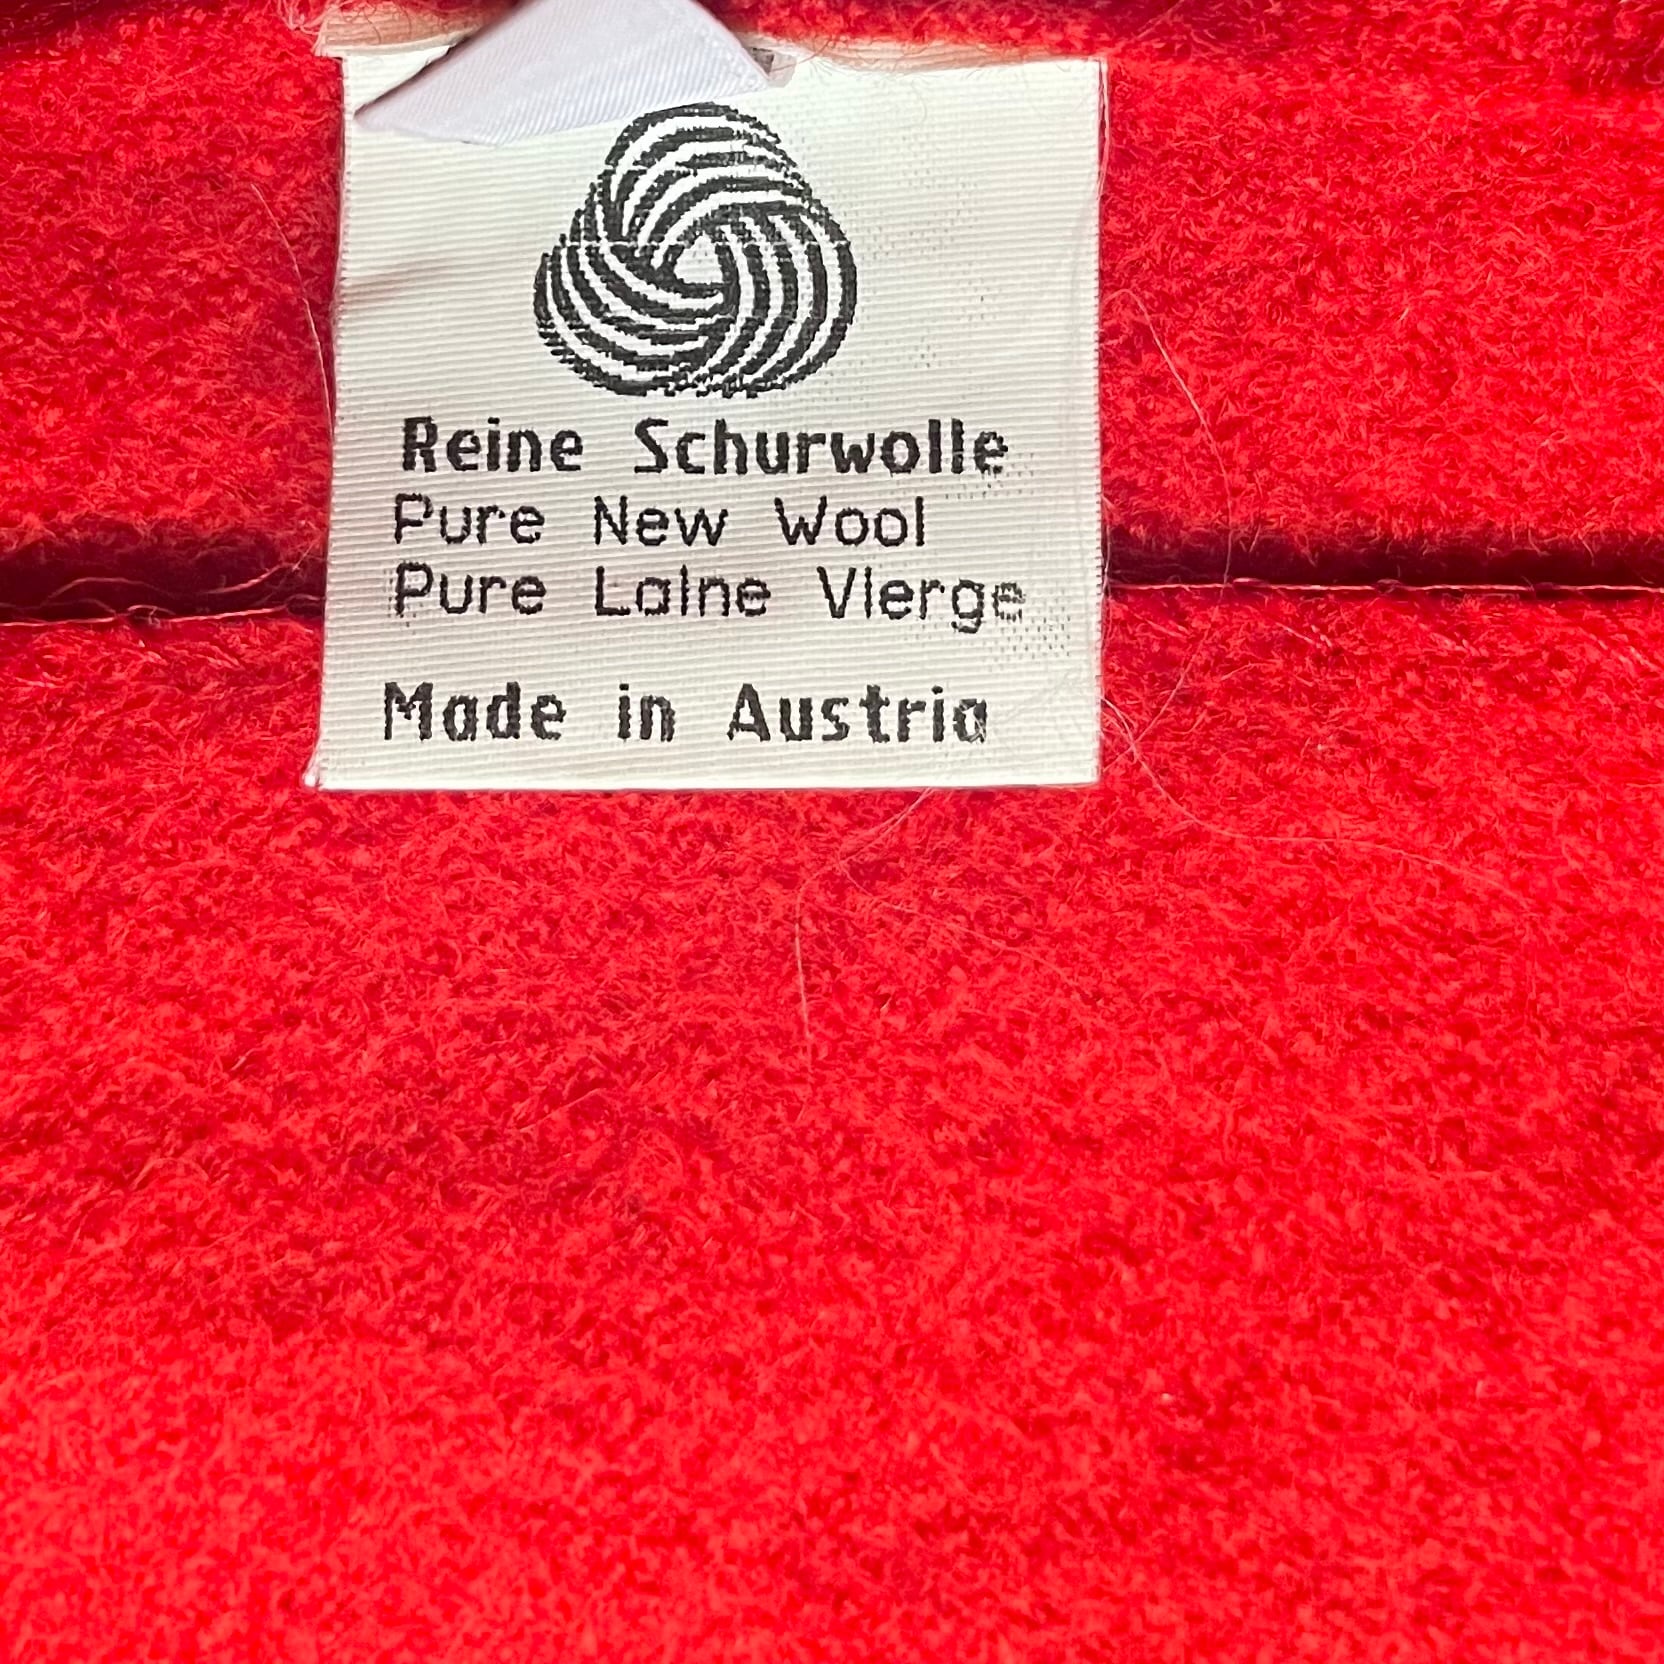 Reine Schurwolle
Pure New Wool
Pure Laine Vierge
Made in Austria